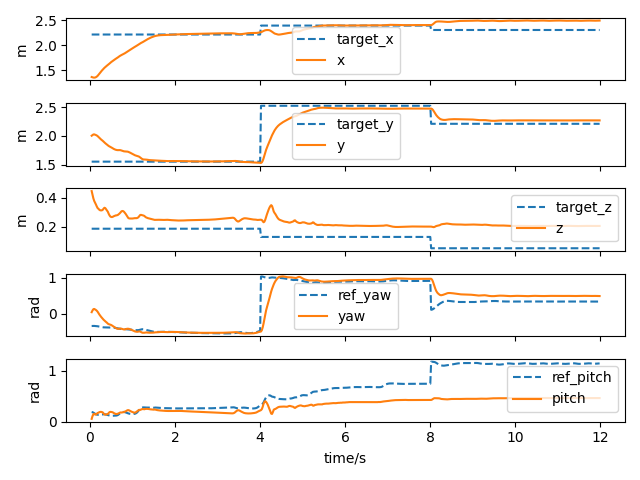 2.5
2.0
1.5
m
target_x
x
2.5
2.0
1.5
m
target_y
y
0.4
0.2
m
target_z
z
1
0
rad
ref_yaw
yaw
1
0
rad
ref_pitch
pitch
0 2 4 6 8 10 12
time/s